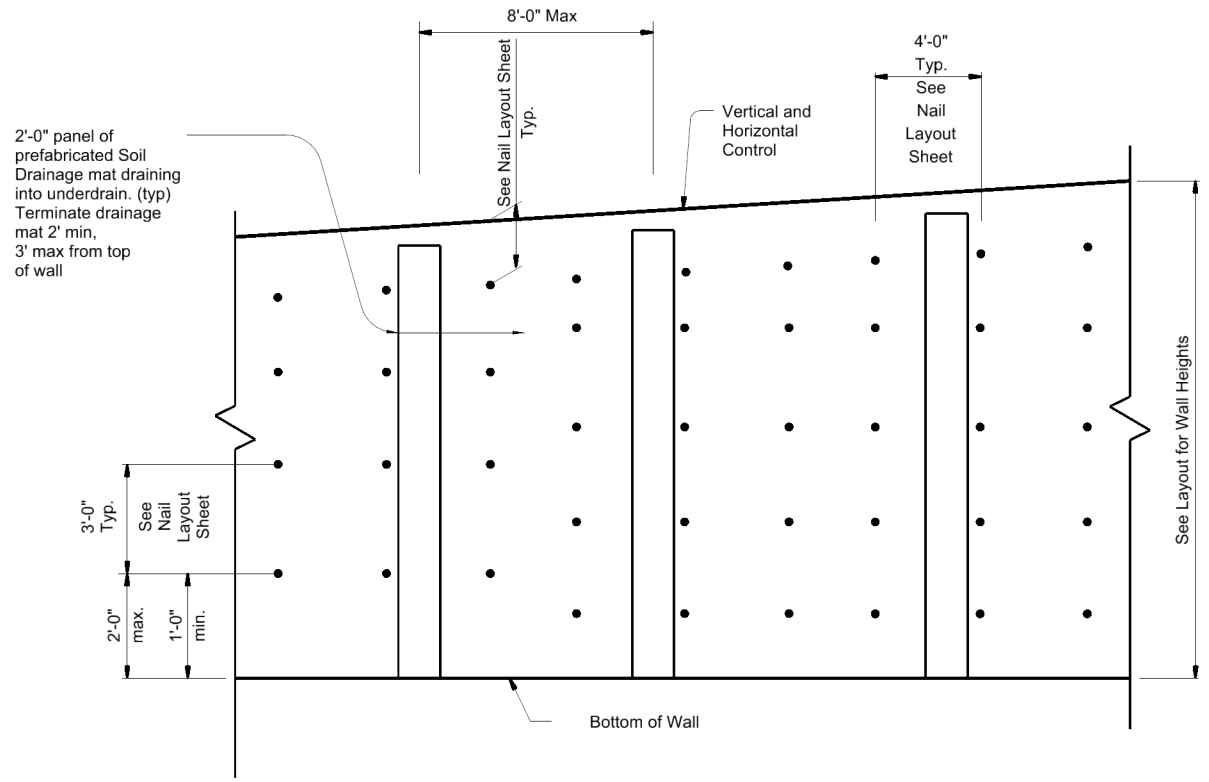 8'-0" Max
See Nail Layout Sheet
Typ.
4'-0"
Typ.
See
Nail
Layout
Sheet
Vertical and
Horizontal
Control
2'-0" panel of
prefabricated Soil
Drainage mat draining
into underdrain. (typ)
Terminate drainage
mat 2' min,
3' max from top
of wall
3'-0"
Typ.
See
Nail
Layout
Sheet
2'-0"
max.
1'-0"
min.
See Layout for Wall Heights
Bottom of Wall